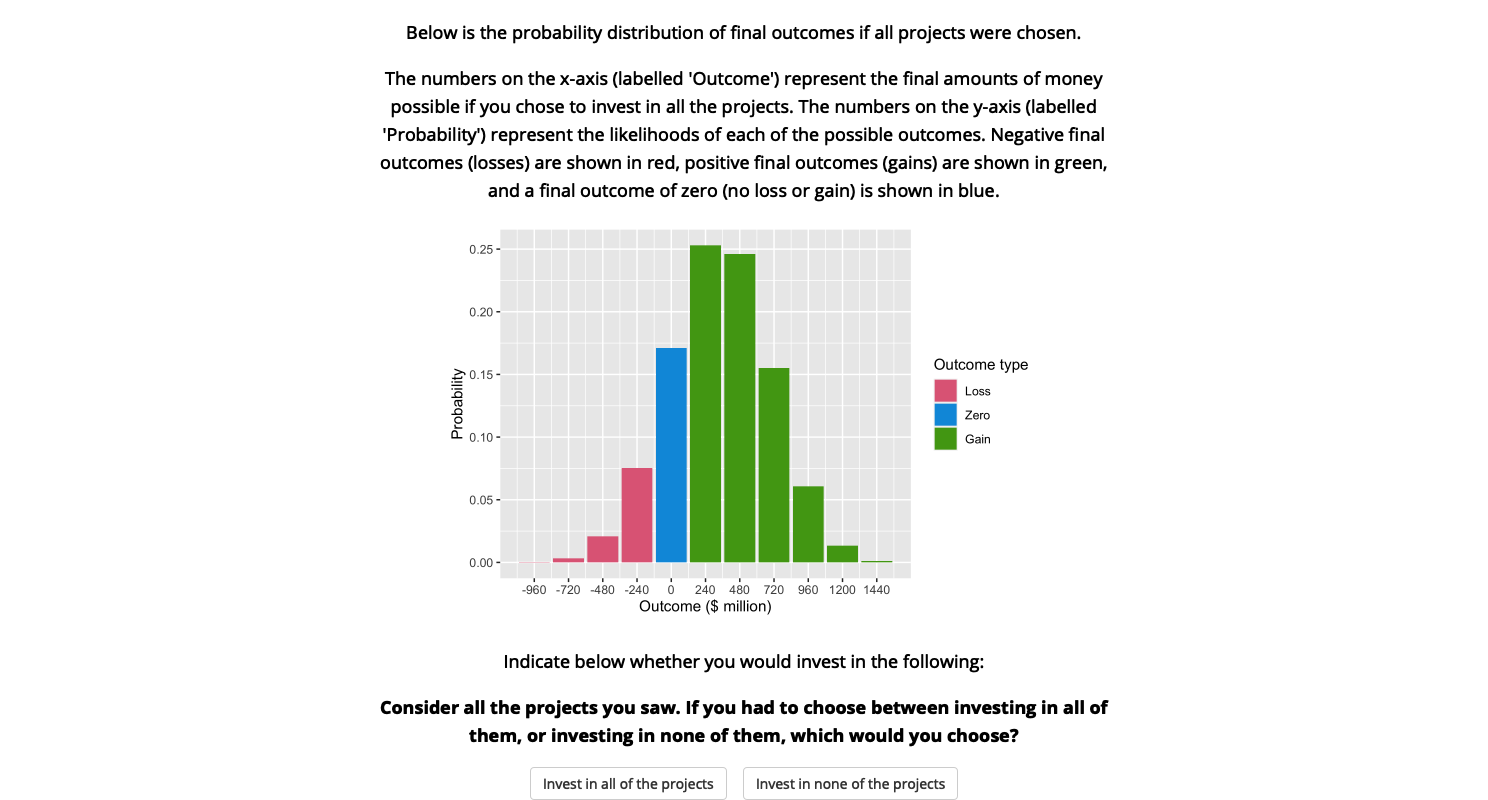 Below is the probability distribution of final outcomes if all projects were chosen.
The numbers on the x-axis (labelled 'Outcome') represent the final amounts of money
possible if you chose to invest in all the projects. The numbers on the y-axis (labelled
'Probability') represent the likelihoods of each of the possible outcomes. Negative final
outcomes (losses) are shown in red, positive final outcomes (gains) are shown in green,
and a final outcome of zero (no loss or gain) is shown in blue.
0.25
0.20
0.15
0.10
0.05
0.00
Probability
-960 -720 -480 -240 0 240 480 720 960 1200 1440
Outcome ($ million)
Outcome type
Loss
Zero
Gain
Indicate below whether you would invest in the following:
Consider all the projects you saw. If you had to choose between investing in all of
them, or investing in none of them, which would you choose?
Invest in all of the projects Invest in none of the projects